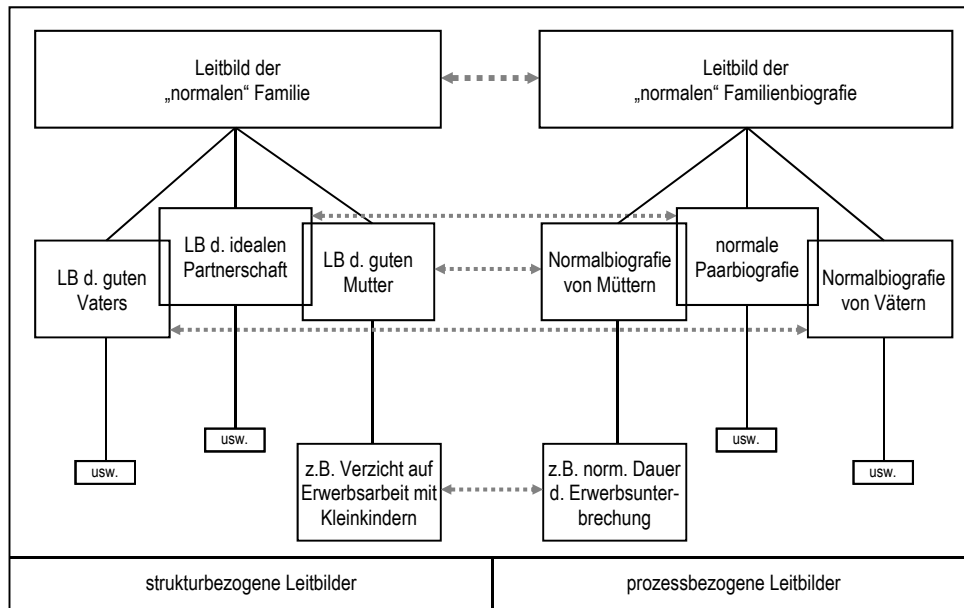 Leitbild der
„normalen“ Familie
Leitbild der
„normalen“ Familienbiografie
LB d. guten
Vaters
LB d. idealen
Partnerschaft
LB d. guten
Mutter
Normalbiografie
von Müttern
normale
Paarbiografie
Normalbiografie
von Vätern
usw.
usw.
z.B. Verzicht auf
Erwerbsarbeit mit
Kleinkindern
z.B. norm. Dauer
d. Erwerbsunter-
brechung
usw.
usw.
strukturbezogene Leitbilder
prozessbezogene Leitbilder